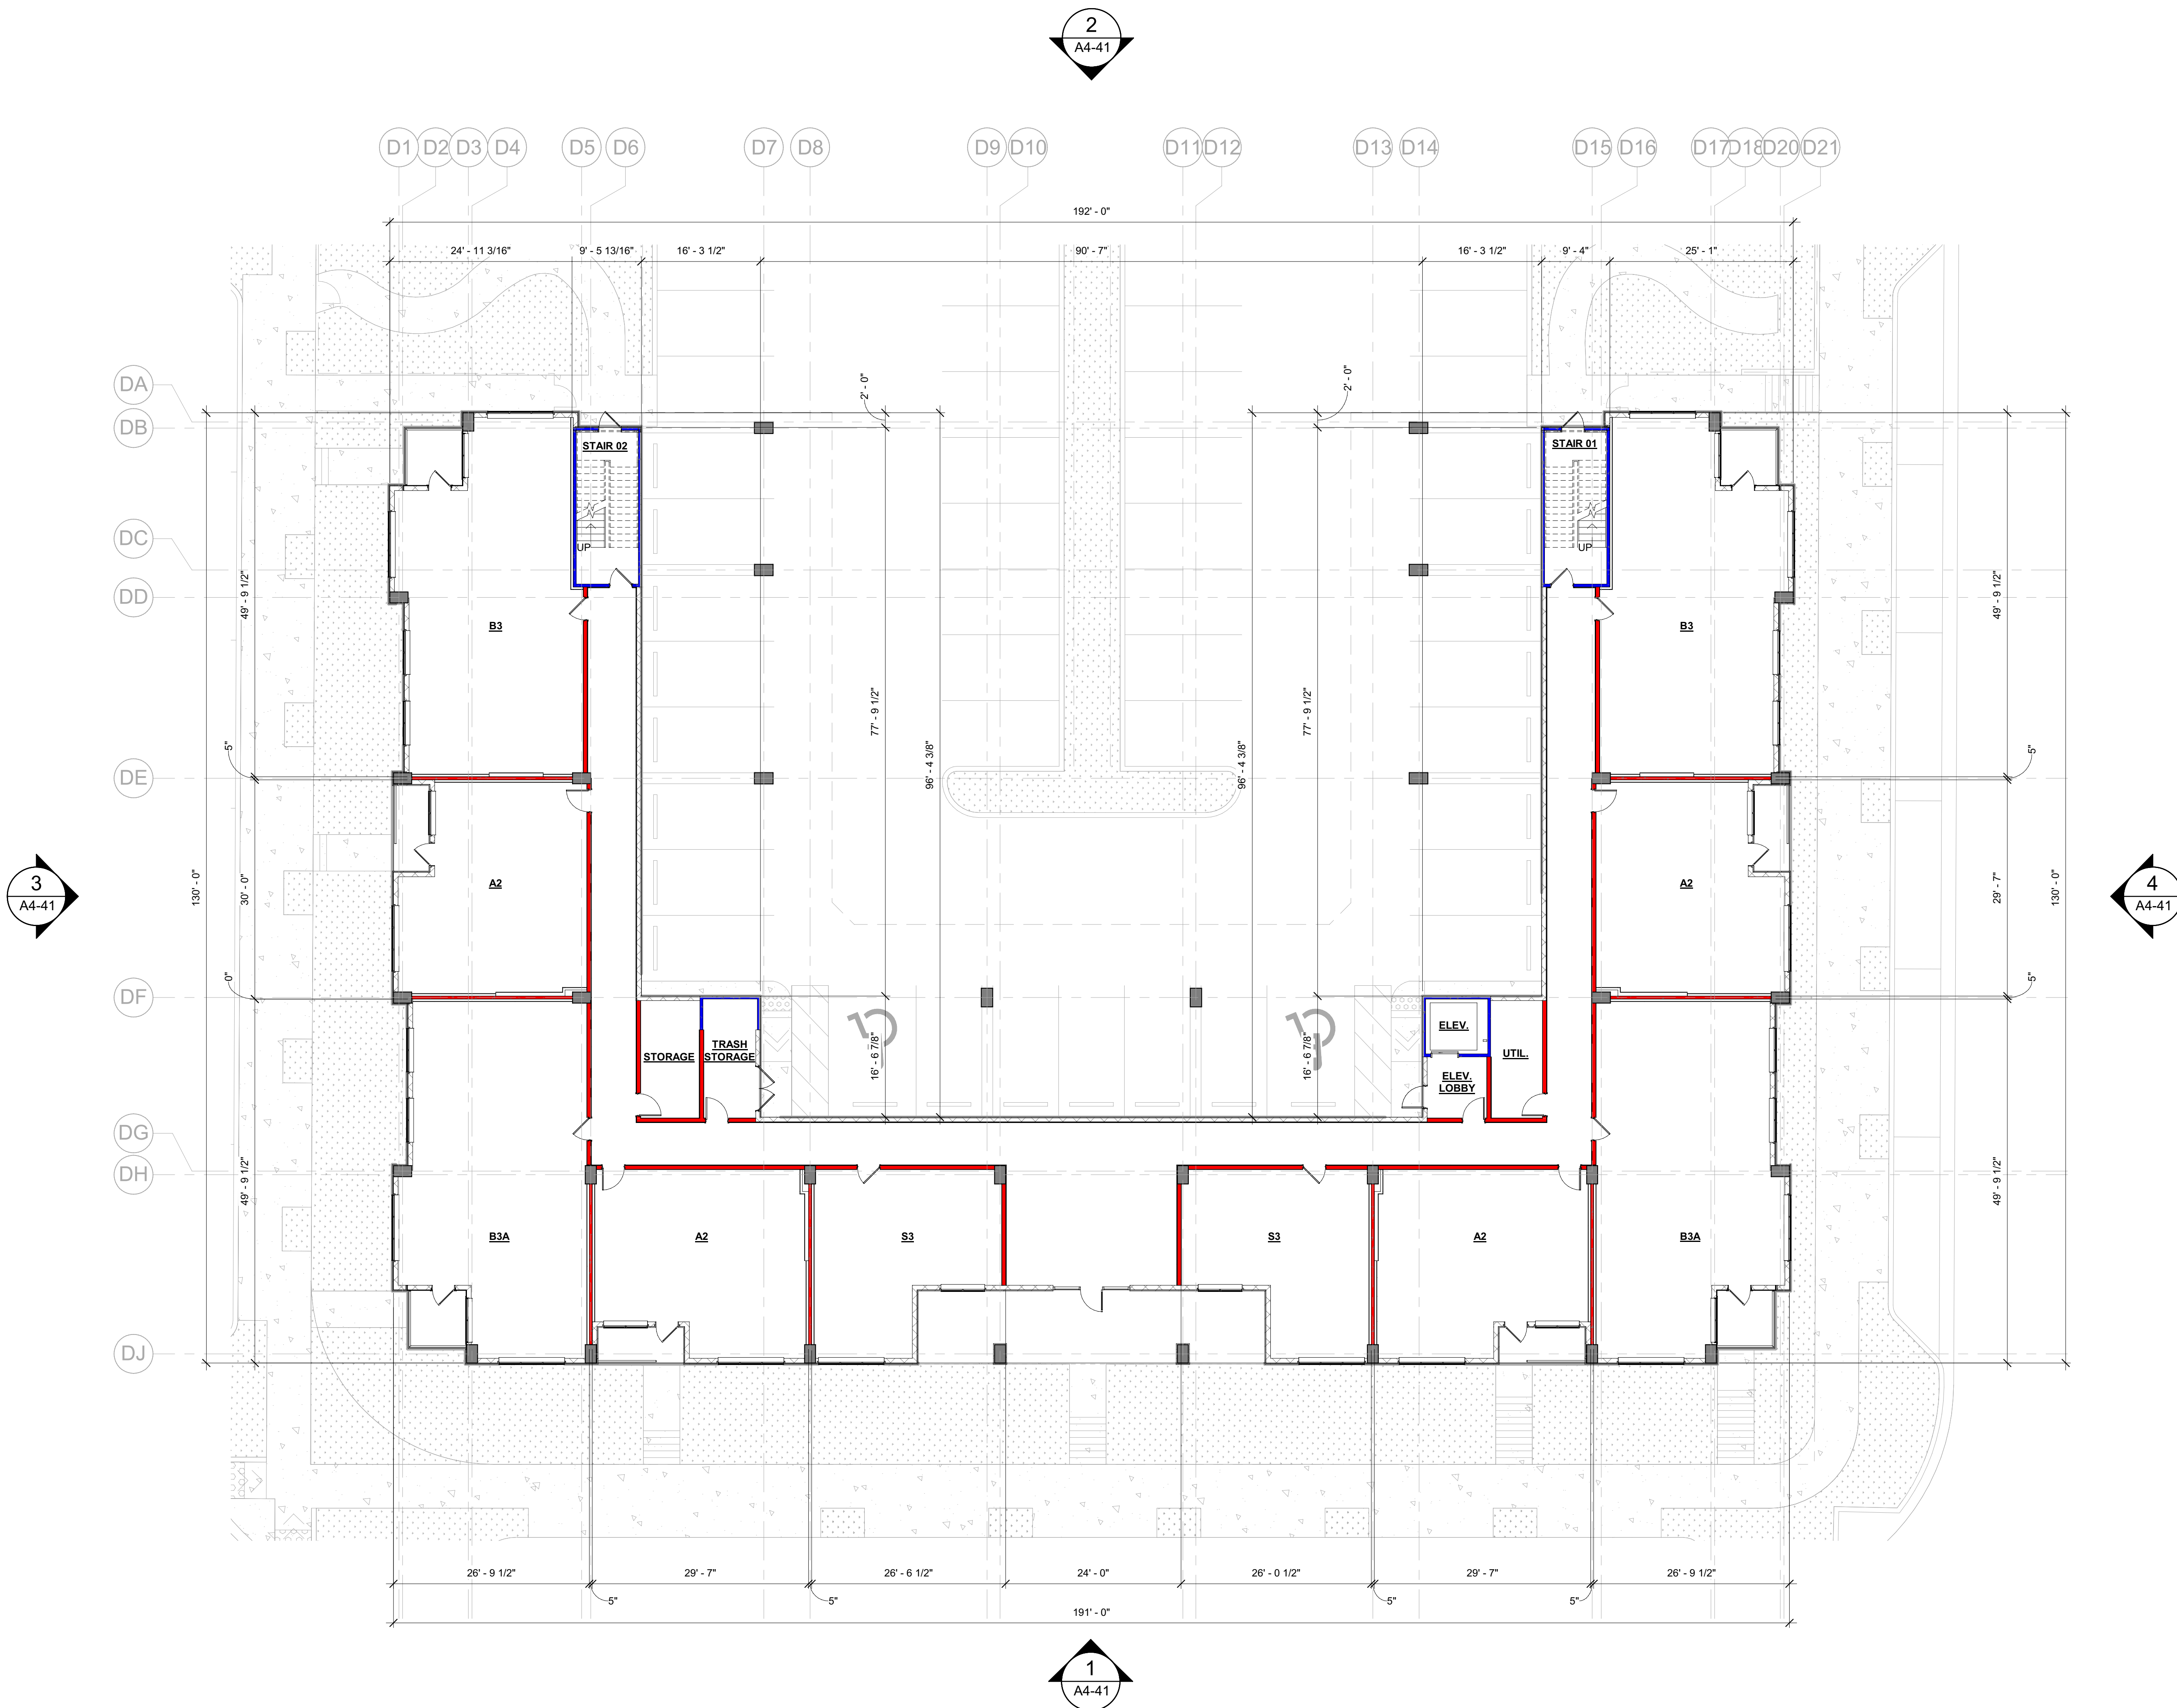 2
A4-41
D1 D2 D3 D4 D5 D6 D7 D8 D9 D10 D11 D12 D13 D14 D15 D16 D17 D18 D20 D21
192' - 0"
24' - 11 3/16" 9' - 5 13/16" 16' - 3 1/2" 90' - 7" 16' - 3 1/2" 9' - 4" 25' - 1"
DA
2' - 0"
2' - 0"
DB
STAIR 02
STAIR 01
DC
UP
UP
DD
49' - 9 1/2"
49' - 9 1/2"
B3
B3
77' - 9 1/2"
77' - 9 1/2"
5"
96' - 4 3/8"
96' - 4 3/8"
5"
DE
3
A4-41
130' - 0"
30' - 0"
A2
A2
29' - 7"
130' - 0"
4
A4-41
0"
5"
DF
STORAGE
TRASH
STORAGE
16' - 6 7/8"
16' - 6 7/8"
ELEV.
ELEV.
LOBBY
UTIL.
DG
DH
49' - 9 1/2"
49' - 9 1/2"
B3A
A2
S3
S3
A2
B3A
DJ
26' - 9 1/2" 29' - 7" 26' - 6 1/2" 24' - 0" 26' - 0 1/2" 29' - 7" 26' - 9 1/2"
5" 5" 5" 5"
191' - 0"
1
A4-41